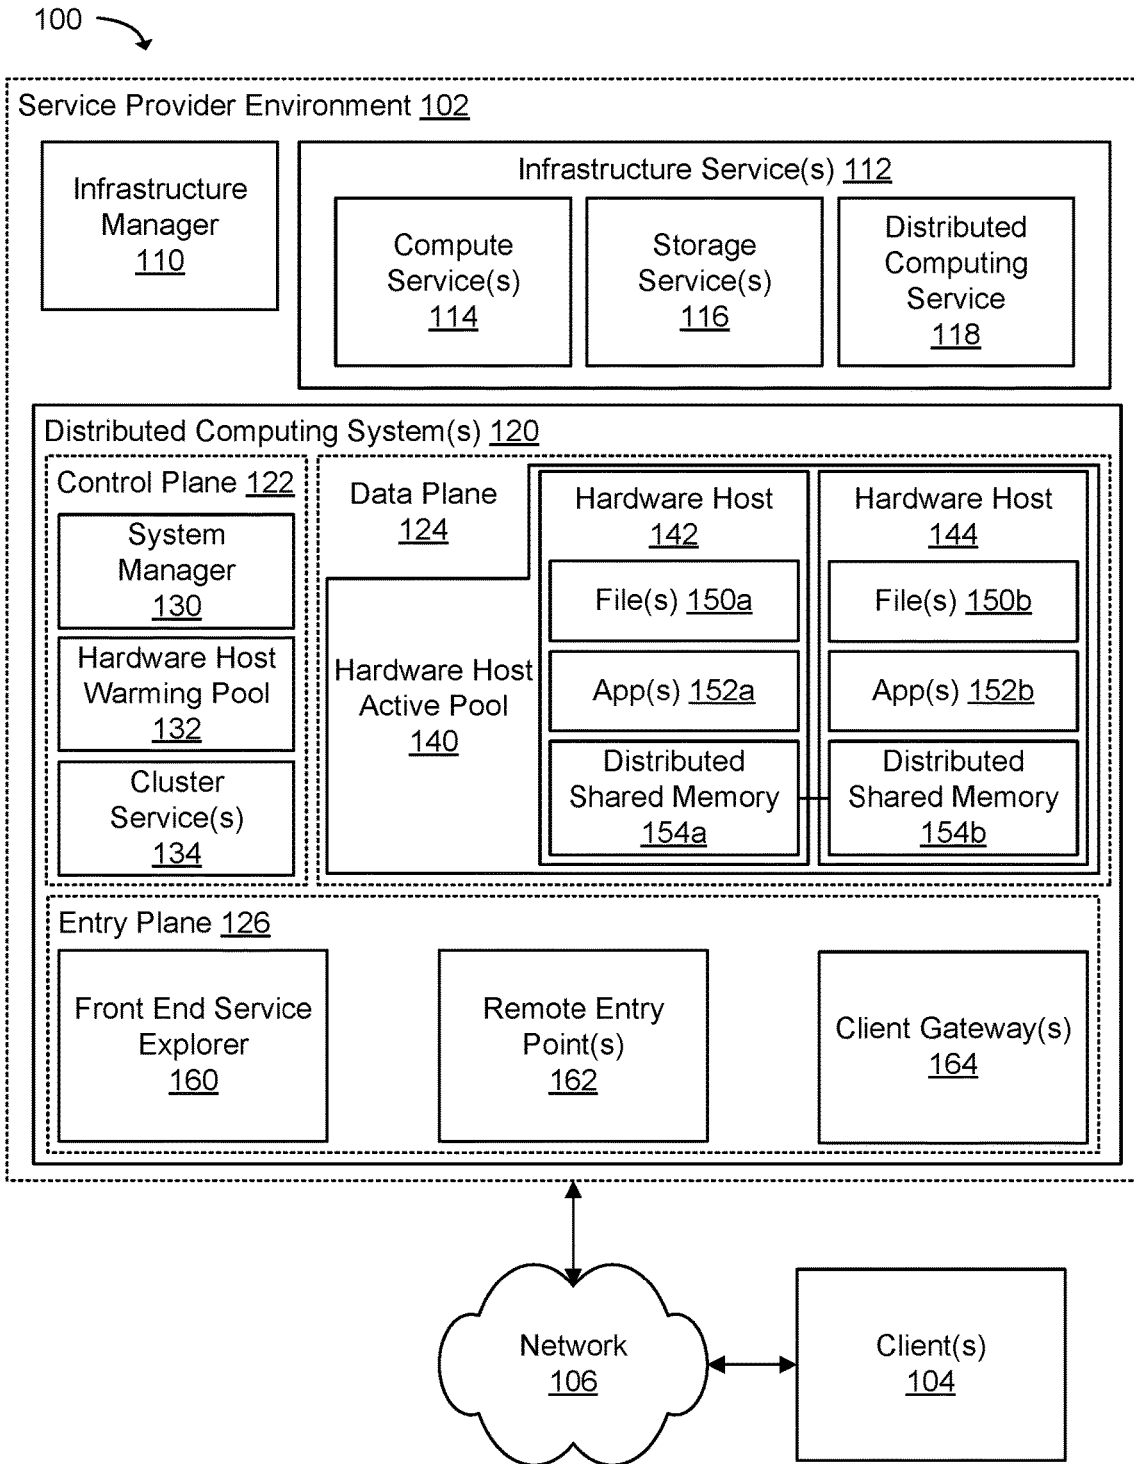 100
Service Provider Environment 102
Infrastructure
Manager
110
Infrastructure Service(s) 112
Compute
Service(s)
114
Storage
Service(s)
116
Distributed
Computing
Service
118
Distributed Computing System(s) 120
Control Plane 122
System
Manager
130
Hardware Host
Warming Pool
132
Cluster
Service(s)
134
Data Plane
124
Hardware Host
Active Pool
140
Hardware Host
142
File(s) 150a
App(s) 152a
Distributed
Shared Memory
154a
Hardware Host
144
File(s) 150b
App(s) 152b
Distributed
Shared Memory
154b
Entry Plane 126
Front End Service
Explorer
160
Remote Entry
Point(s)
162
Client Gateway(s)
164
Network
106
Client(s)
104